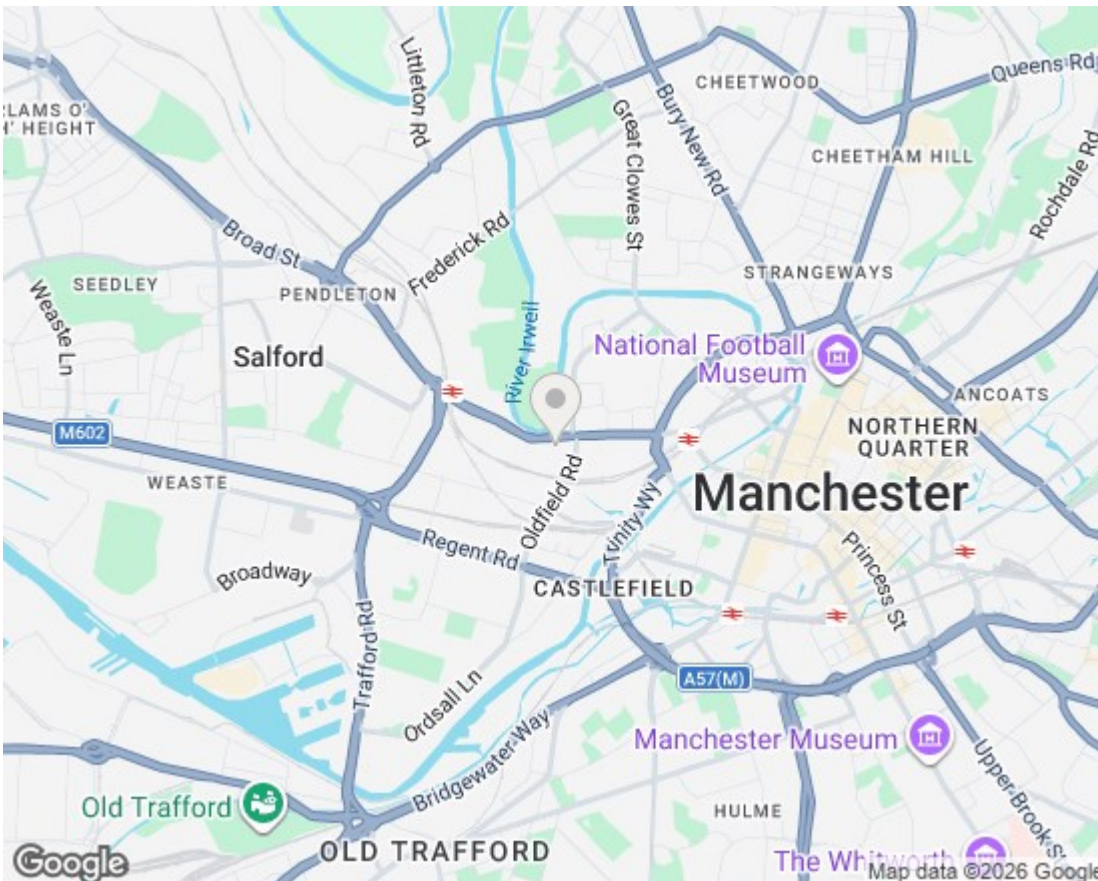 Littleton Rd
CHEETWOOD
Queens Rd
RLAMS O'
H' HEIGHT
Great Clowes St
Bury New Rd
CHEETHAM HILL
Rochdale Rd
Broad St
Frederick Rd
SEEDLEY
PENDLETON
STRANGEWAYS
Weaste Ln
Salford
River Irwell
National Football
Museum
ANCOATS
M602
NORTHERN
QUARTER
WEASTE
Oldfield Rd
Trinity Wy
Manchester
Regent Rd
Princess St
Broadway
CASTLEFIELD
Trafford Rd
A57(M)
Ordsall Ln
Bridgewater Way
Manchester Museum
Upper Brook St
Old Trafford
HULME
OLD TRAFFORD
The Whitworth
Google
Map data ©2026 Google